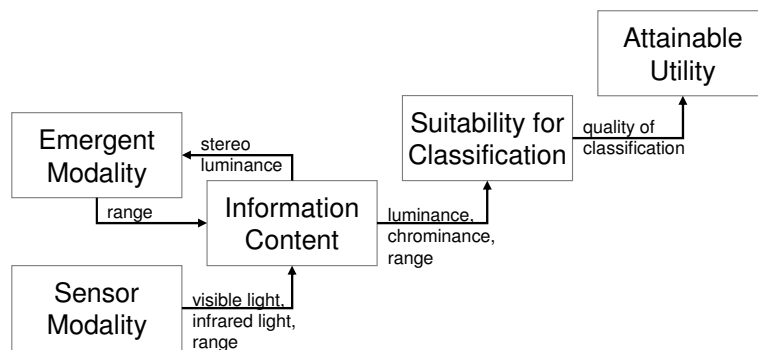 Attainable
Utility
Suitability for
Classification
quality of
classification
Emergent
Modality
stereo
luminance
range
Information
Content
luminance,
chrominance,
range
Sensor
Modality
visible light,
infrared light,
range